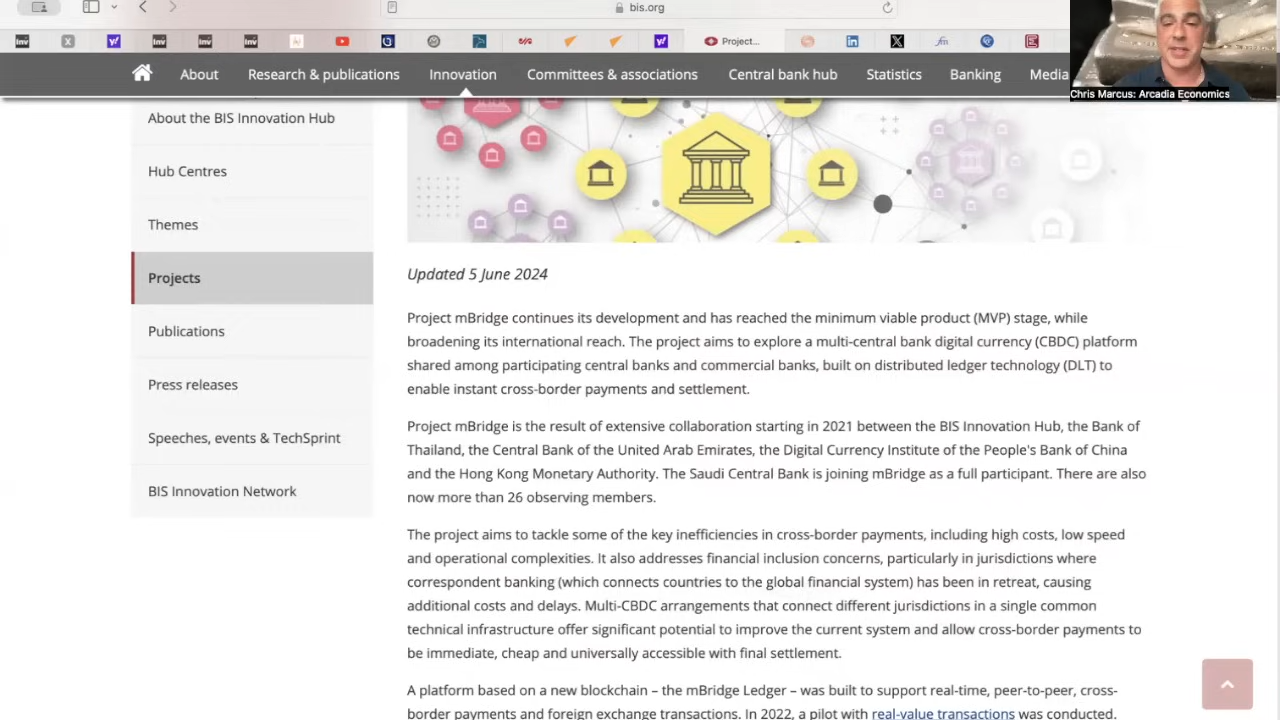 bis.org
Project...
About
Research & publications
Innovation
Committees & associations
Central bank hub
Statistics
Banking
Media
Chris Marcus: Arcadia Economics
About the BIS Innovation Hub
Hub Centres
Themes
Projects
Publications
Press releases
Speeches, events & TechSprint
BIS Innovation Network
Updated 5 June 2024
Project mBridge continues its development and has reached the minimum viable product (MVP) stage, while
broadening its international reach. The project aims to explore a multi-central bank digital currency (CBDC) platform
shared among participating central banks and commercial banks, built on distributed ledger technology (DLT) to
enable instant cross-border payments and settlement.
Project mBridge is the result of extensive collaboration starting in 2021 between the BIS Innovation Hub, the Bank of
Thailand, the Central Bank of the United Arab Emirates, the Digital Currency Institute of the People's Bank of China
and the Hong Kong Monetary Authority. The Saudi Central Bank is joining mBridge as a full participant. There are also
now more than 26 observing members.
The project aims to tackle some of the key inefficiencies in cross-border payments, including high costs, low speed
and operational complexities. It also addresses financial inclusion concerns, particularly in jurisdictions where
correspondent banking (which connects countries to the global financial system) has been in retreat, causing
additional costs and delays. Multi-CBDC arrangements that connect different jurisdictions in a single common
technical infrastructure offer significant potential to improve the current system and allow cross-border payments to
be immediate, cheap and universally accessible with final settlement.
A platform based on a new blockchain – the mBridge Ledger – was built to support real-time, peer-to-peer, cross-
border payments and foreign exchange transactions. In 2022, a pilot with real-value transactions was conducted.